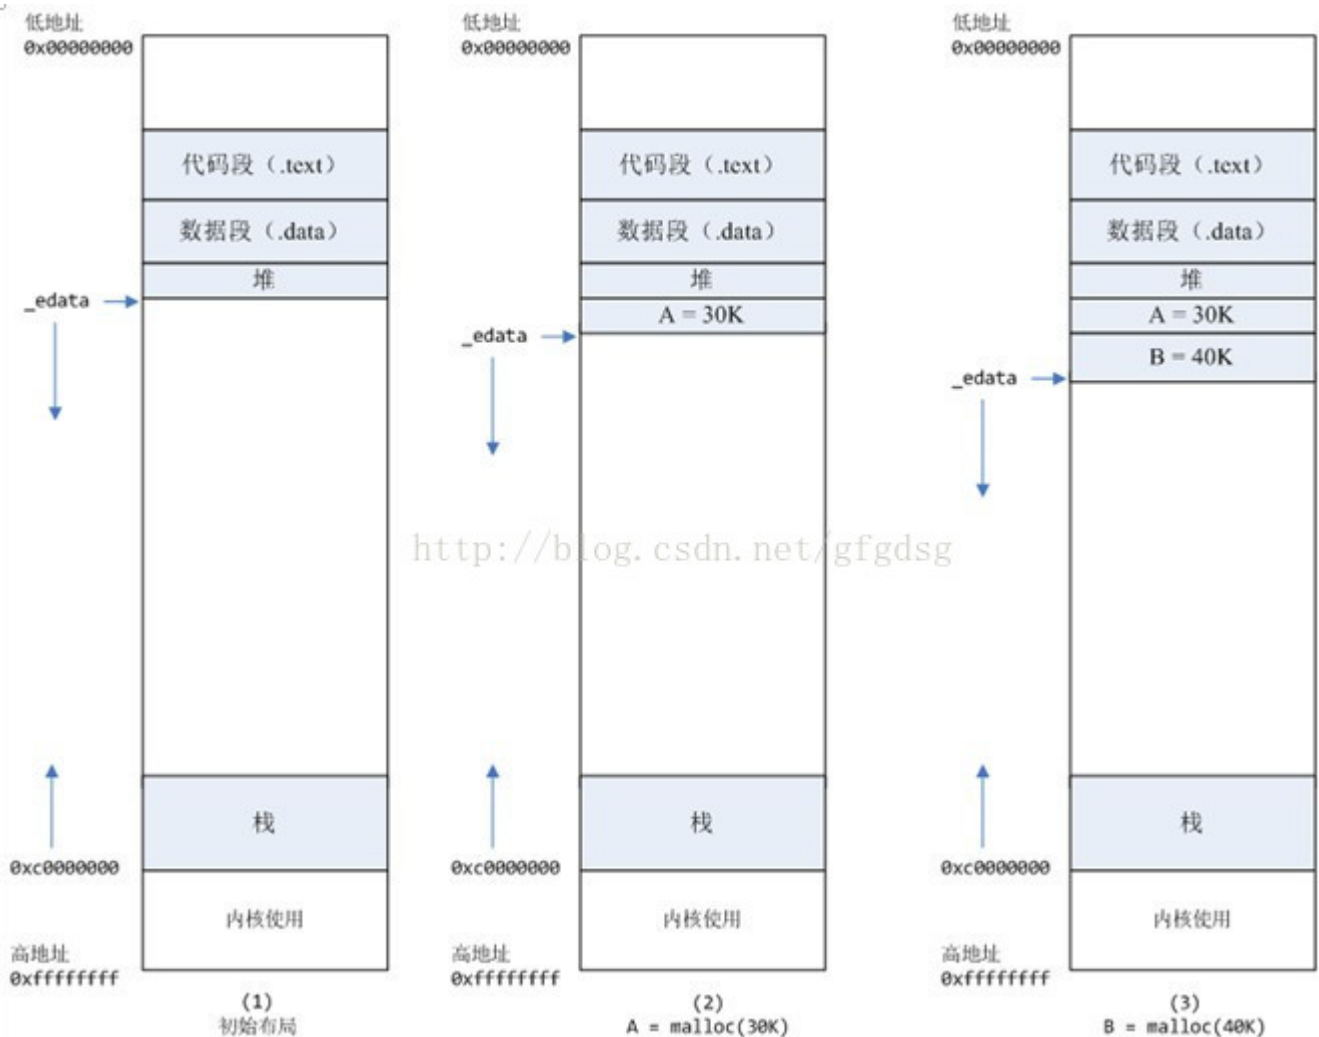 低地址
0x00000000
代码段（.text）
数据段（.data）
堆
_edata
栈
0xc0000000
内核使用
高地址
0xffffffff
(1)
初始布局
低地址
0x00000000
代码段（.text）
数据段（.data）
堆
A = 30K
_edata
栈
0xc0000000
内核使用
高地址
0xffffffff
(2)
A = malloc(30K)
低地址
0x00000000
代码段（.text）
数据段（.data）
堆
A = 30K
B = 40K
_edata
栈
0xc0000000
内核使用
高地址
0xffffffff
(3)
B = malloc(40K)
http://blog.csdn.net/gfgdsg